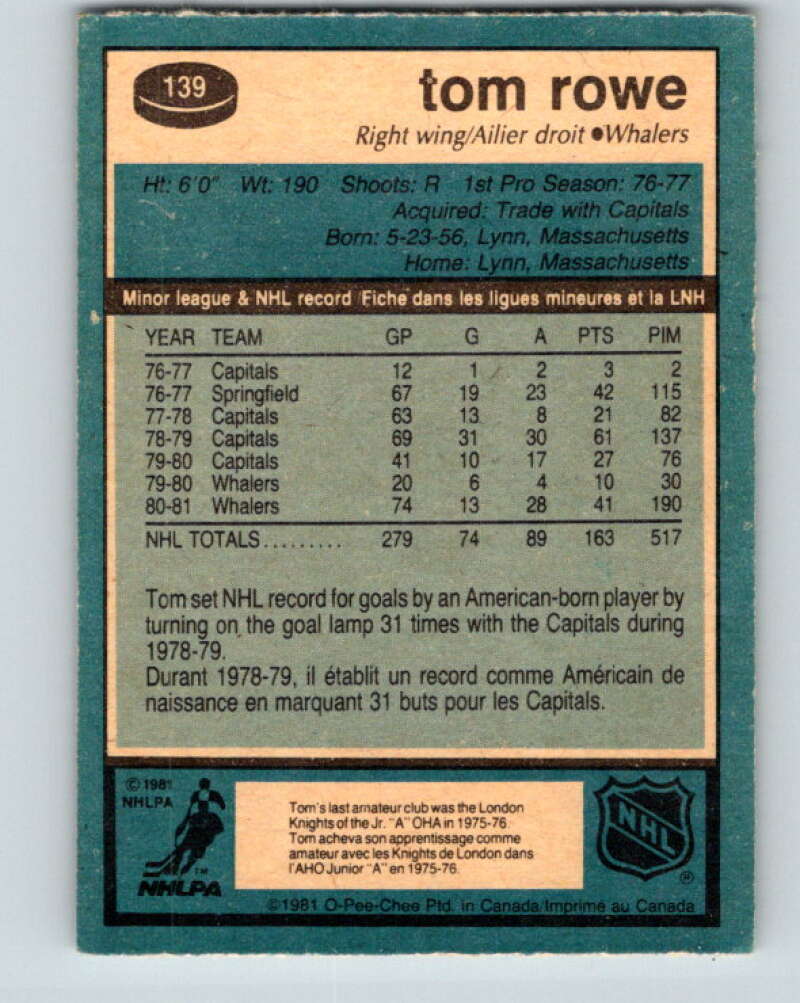 139
tom rowe
Right wing/Ailier droit ●Whalers
Ht: 6'0" Wt: 190 Shoots: R 1st Pro Season: 76-77
Acquired: Trade with Capitals
Born: 5-23-56, Lynn, Massachusetts
Home: Lynn, Massachusetts
Minor league & NHL record/Fiche dans les ligues mineures et la LNH
YEAR TEAM GP G A PTS PIM
76-77 Capitals 12 1 2 3 2
76-77 Springfield 67 19 23 42 115
77-78 Capitals 63 13 8 21 82
78-79 Capitals 69 31 30 61 137
79-80 Capitals 41 10 17 27 76
79-80 Whalers 20 6 4 10 30
80-81 Whalers 74 13 28 41 190
NHL TOTALS......... 279 74 89 163 517
Tom set NHL record for goals by an American-born player by
turning on the goal lamp 31 times with the Capitals during
1978-79.
Durant 1978-79, il établit un record comme Américain de
naissance en marquant 31 buts pour les Capitals.
© 1981
NHLPA
Tom's last amateur club was the London
Knights of the Jr. "A" OHA in 1975-76.
Tom acheva son apprentissage comme
amateur avec les Knights de London dans
l'AHO Junior "A" en 1975-76.
TM
NHLPA
NHL
®
©1981 O-Pee-Chee Ptd. in Canada/Imprimé au Canada